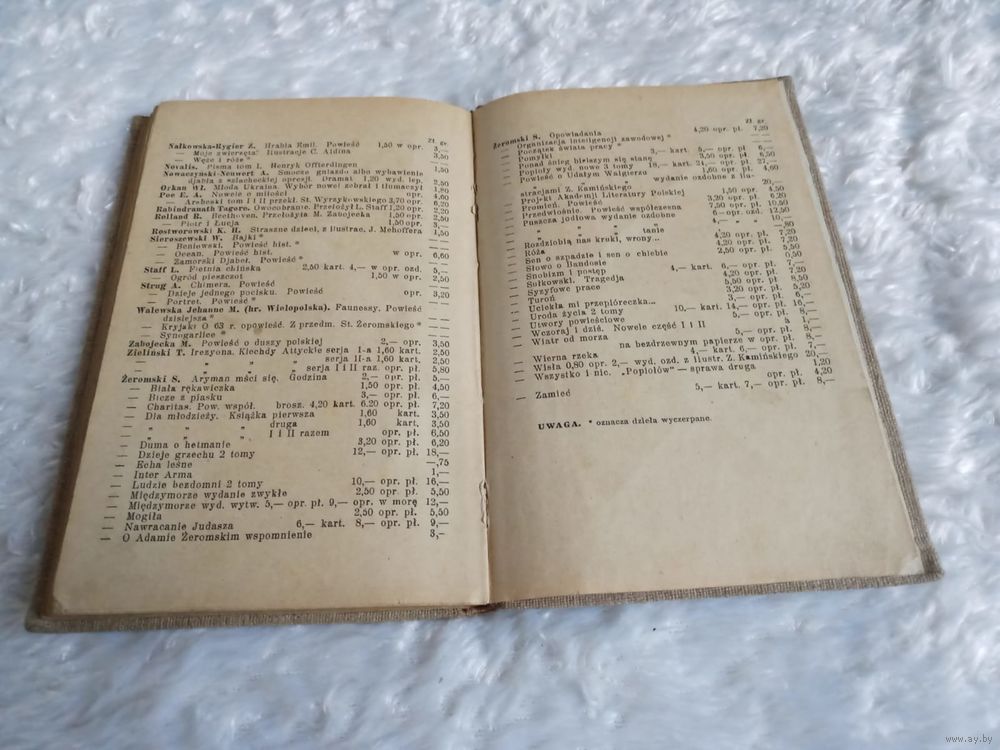 zł gr.
Nałkowska-Rygier Z. Hrabia Emil. Powieść 1,50 w opr. 3,—
— Moje zwierzęta* Ilustracje C. Aldina 3,50
— Węże i róże*
Novalis. Pisma tom I. Henryk Offterdingen 1,50
Nowaczyński-Neuwert A. Smocze gniazdo albo wybawienie
djabła z szlacheckiej opresji. Dramat 1,20 wyd. lep. 2,50
Orkan Wł. Młoda Ukraina. Wybór nowel zebrał i tłumaczył 1,20
Poe E. A. Nowele o miłości opr. 4,60
— Arabeski tom I i II przekł. St. Wyrzykowskiego 3,20 opr. 6,20
Rabindranath Tagore. Owocobranie. Przełożył L. Staff 1,20 opr. 2,20
Rolland R. Beethoven. Przełożyła M. Zabojecka 1,50 opr. 2,50
— Piotr i Łucja 1,50 opr. 3,—
Rostworowski K. H. Straszne dzieci, z ilustrac. J. Mehoffera 1,50
Sieroszewski W. Bajki*
— Beniowski. Powieść hist.*
— Ocean. Powieść hist. w opr. 6,60
— Zamorski Djabeł. Powieść*
Staff L. Fletnia chińska 2,50 kart. 4,— w opr. ozd. 5,—
— Ogród pieszczot 1,50 w opr. 2,50
Strug A. Chimera. Powieść
— Dzieje jednego pocisku. Powieść opr. 3,20
— Portret. Powieść*
Walewska Jehanne M. (hr. Wielopolska). Faunessy. Powieść
dzisiejsza*
— Kryjaki O 63 r. opowieść. Z przedm. St. Żeromskiego*
— Synogarlice*
Zabojecka M. Powieść o duszy polskiej 2,— opr. 3,50
Zieliński T. Irezyona. Klechdy Attyckie serja I-a 1,60 kart. 2,50
— „ „ „ serja II-a 1,60 kart. 2,50
— „ „ „ serja I i II raz. opr. pł. 5,80
Żeromski S. Aryman mści się. Godzina 2,— opr. pł. 5,—
— Biała rękawiczka 1,50 opr. pł. 4,50
— Bicze z piasku 3,— opr. pł. 6,—
— Charitas. Pow. współ. brosz. 4,20 kart. 6.20 opr. pł. 7,20
— Dla młodzieży. Książka pierwsza 1,60 kart. 3,50
— „ „ „ druga 1,60 kart. 3,50
— „ „ „ I i II razem opr. pł. 6,50
— Duma o hetmanie 3,20 opr. pł. 6,20
— Dzieje grzechu 2 tomy 12,— opr. pł. 18,—
— Echa leśne —,75
— Inter Arma 1,—
— Ludzie bezdomni 2 tomy 10,— opr. pł. 16,—
— Międzymorze wydanie zwykłe 2,50 opr. pł. 5,50
— Międzymorze wyd. wytw. 5,— opr. pł. 9,— opr. w morę 12,—
— Mogiła 2,50 opr. pł. 5,50
— Nawracanie Judasza 6,— kart. 8,— opr. pł. 9,—
— O Adamie Żeromskim wspomnienie 3,—
zł gr.
Żeromski S. Opowiadania 4,20 opr. pł. 7,20
— Organizacja inteligencji zawodowej*
— Początek świata pracy*
— Pomyłki 3,— kart. 5,— opr. pł. 6,—
— Ponad śnieg bielszym się stanę 3,50 opr. pł. 6,50
— Popioły wyd. nowe 3 tomy 18,— kart. 24,— opr. pł. 27,—
— Powieść o Udałym Walgierzu 1,60 opr. pł. 4,60
— „ „ „ wydanie ozdobne z ilu-
stracjami Z. Kamińskiego 20,—
— Projekt Akademji Literatury Polskiej 1,50 opr. 4,50
— Promień. Powieść 4,20 opr. pł. 7,20
— Przedwiośnie. Powieść współczesna 7,50 opr. pł. 10,50
— Puszcza jodłowa wydanie ozdobne 6— opr. ozd. 12,50
— „ „ „ „ 10,—
— „ „ tanie —,80
— Rozdziobią nas kruki, wrony... 4,20 opr. pł. 7,20
— Róża 4,20 opr. pł. 7,20
— Sen o szpadzie i sen o chlebie 2,50 opr. pł. 5,50
— Słowo o Bandosie 0,50
— Snobizm i postęp 4,— kart. 6,— opr. pł. 7,—
— Sułkowski. Tragedja 4,20 opr. pł. 7,20
— Syzyfowe prace 5,50 opr. pł. 8,50
— Turoń 3,20 opr. pł. 5,20
— Uciekła mi przepióreczka... 3,— opr. pł. 6,—
— Uroda życia 2 tomy 10,— kart. 14,— opr. pł. 16,—
— Utwory powieściowe 5,— opr. pł. 8,—
— Wczoraj i dziś. Nowele część I i II à 1,—
— Wiatr od morza 5,— opr. pł. 8,—
na bezdrzewnym papierze w opr. pł.
— Wierna rzeka 4,— kart. 6,— opr. pł. 7,—
— Wisła 0,80 opr. 2,— wyd. ozd. z ilustr. Z. Kamińskiego 20,—
— Wszystko i nic. „Popiołów” — sprawa druga 1,20
opr. pł. 4,20
— Zamieć 5,— kart. 7,— opr. pł. 8,—
UWAGA. * oznacza dzieła wyczerpane.
www.ay.by